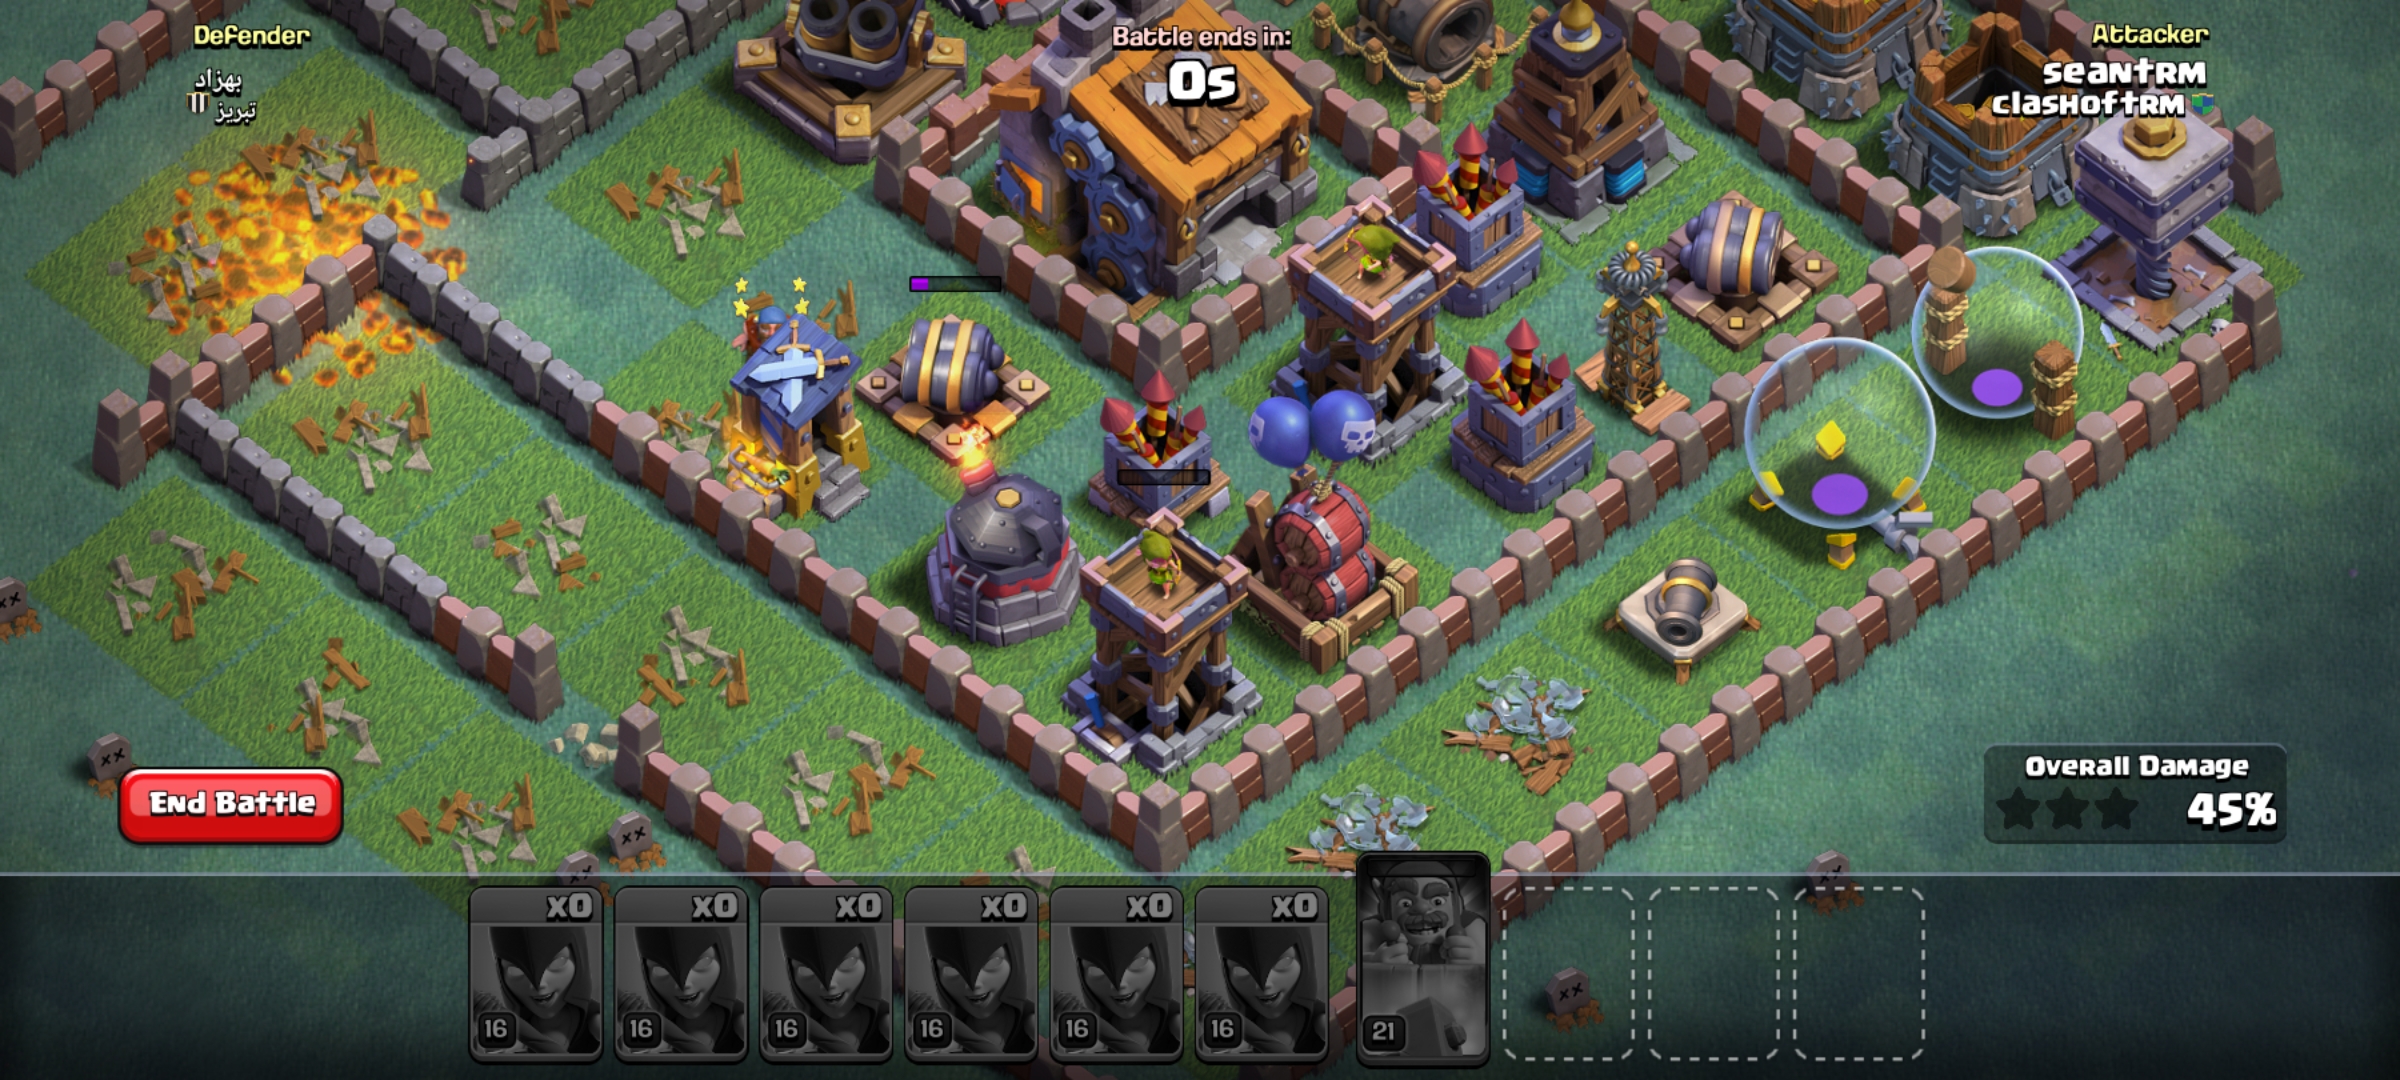 Defender
بهزاد
تبریز
Battle ends in:
0s
Attacker
seantRM
clashoftRM
End Battle
Overall Damage
45%
x0 x0 x0 x0 x0 x0
16 16 16 16 16 16 21